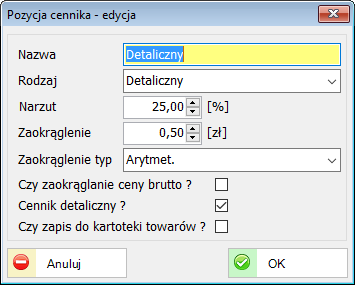 Pozycja cennika - edycja
Nazwa Detaliczny
Rodzaj Detaliczny
Narzut 25,00 [%]
Zaokrąglenie 0,50 [zł]
Zaokrąglenie typ Arytmet.
Czy zaokrąglanie ceny brutto ?
Cennik detaliczny ?
Czy zapis do kartoteki towarów ?
Anuluj OK